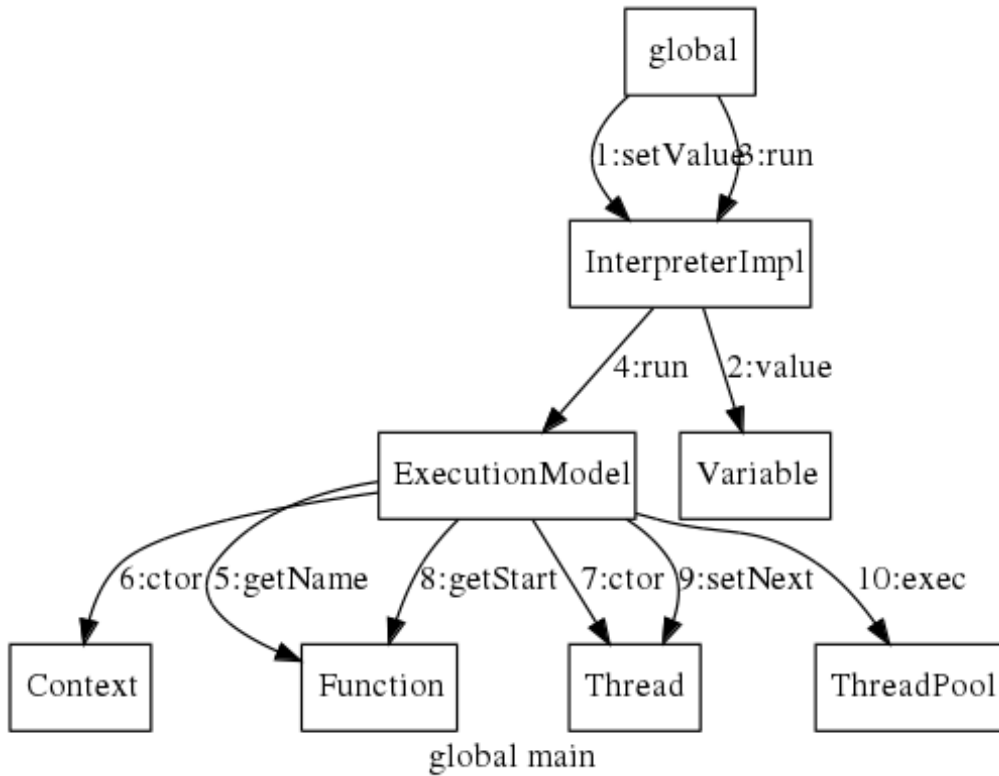 global
1:setValue
3:run
InterpreterImpl
4:run
2:value
ExecutionModel
Variable
6:ctor
5:getName
8:getStart
7:ctor
9:setNext
10:exec
Context
Function
Thread
ThreadPool
global main